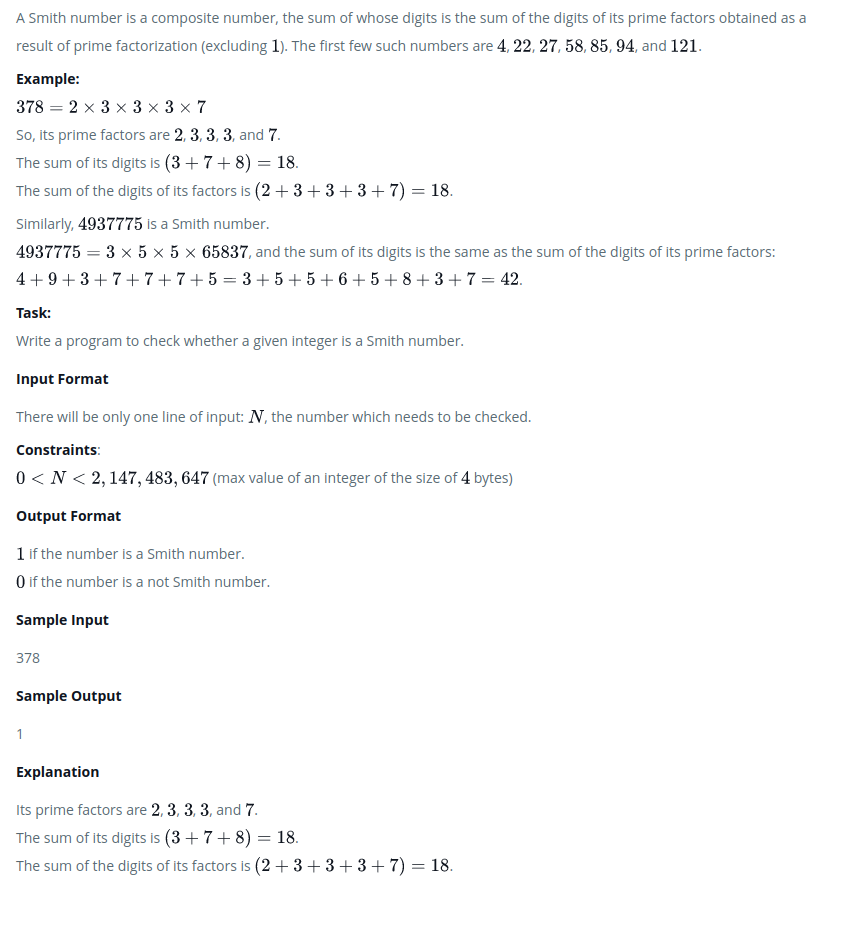 A Smith number is a composite number, the sum of whose digits is the sum of the digits of its prime factors obtained as a
result of prime factorization (excluding 1). The first few such numbers are 4, 22, 27, 58, 85, 94, and 121.
Example:
378 = 2 × 3 × 3 × 3 × 7
So, its prime factors are 2, 3, 3, 3, and 7.
The sum of its digits is (3 + 7 + 8) = 18.
The sum of the digits of its factors is (2 + 3 + 3 + 3 + 7) = 18.
Similarly, 4937775 is a Smith number.
4937775 = 3 × 5 × 5 × 65837, and the sum of its digits is the same as the sum of the digits of its prime factors:
4 + 9 + 3 + 7 + 7 + 7 + 5 = 3 + 5 + 5 + 6 + 5 + 8 + 3 + 7 = 42.
Task:
Write a program to check whether a given integer is a Smith number.
Input Format
There will be only one line of input: N, the number which needs to be checked.
Constraints:
0 < N < 2, 147, 483, 647 (max value of an integer of the size of 4 bytes)
Output Format
1 if the number is a Smith number.
0 if the number is a not Smith number.
Sample Input
378
Sample Output
1
Explanation
Its prime factors are 2, 3, 3, 3, and 7.
The sum of its digits is (3 + 7 + 8) = 18.
The sum of the digits of its factors is (2 + 3 + 3 + 3 + 7) = 18.